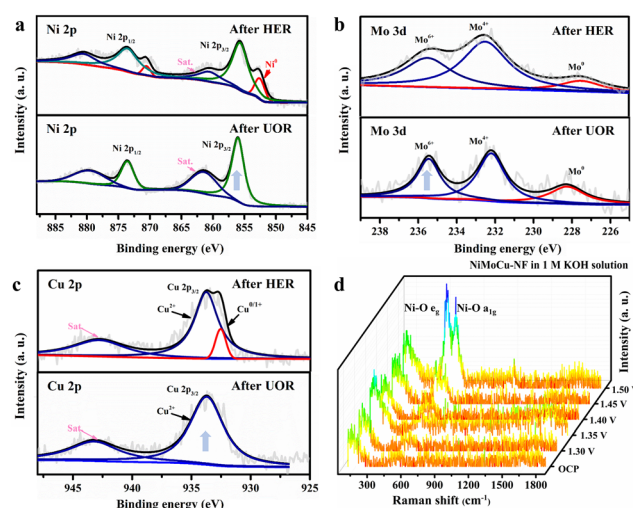 a
Ni 2p
After HER
Ni 2p1/2
Ni 2p3/2
Sat.
Ni0
Ni 2p
After UOR
Ni 2p1/2
Ni 2p3/2
Sat.
885 880 875 870 865 860 855 850 845
Binding energy (eV)
Intensity (a. u.)
b
Mo 3d
After HER
Mo6+
Mo4+
Mo0
Mo 3d
After UOR
Mo6+
Mo4+
Mo0
239 236 233 230 227
Binding energy (eV)
Intensity (a. u.)
c
Cu 2p
After HER
Cu 2p3/2
Cu2+
Cu0/1+
Sat.
Cu 2p
After UOR
Cu 2p3/2
Cu2+
Sat.
945 940 935 930 925
Binding energy (eV)
Intensity (a. u.)
d
NiMoCu-NF in 1 M KOH solution
Ni-O eg
Ni-O a1g
Intensity (a. u.)
1.50 V
1.45 V
1.40 V
1.35 V
1.30 V
OCP
300 600 900 1200 1500 1800
Raman shift (cm-1)